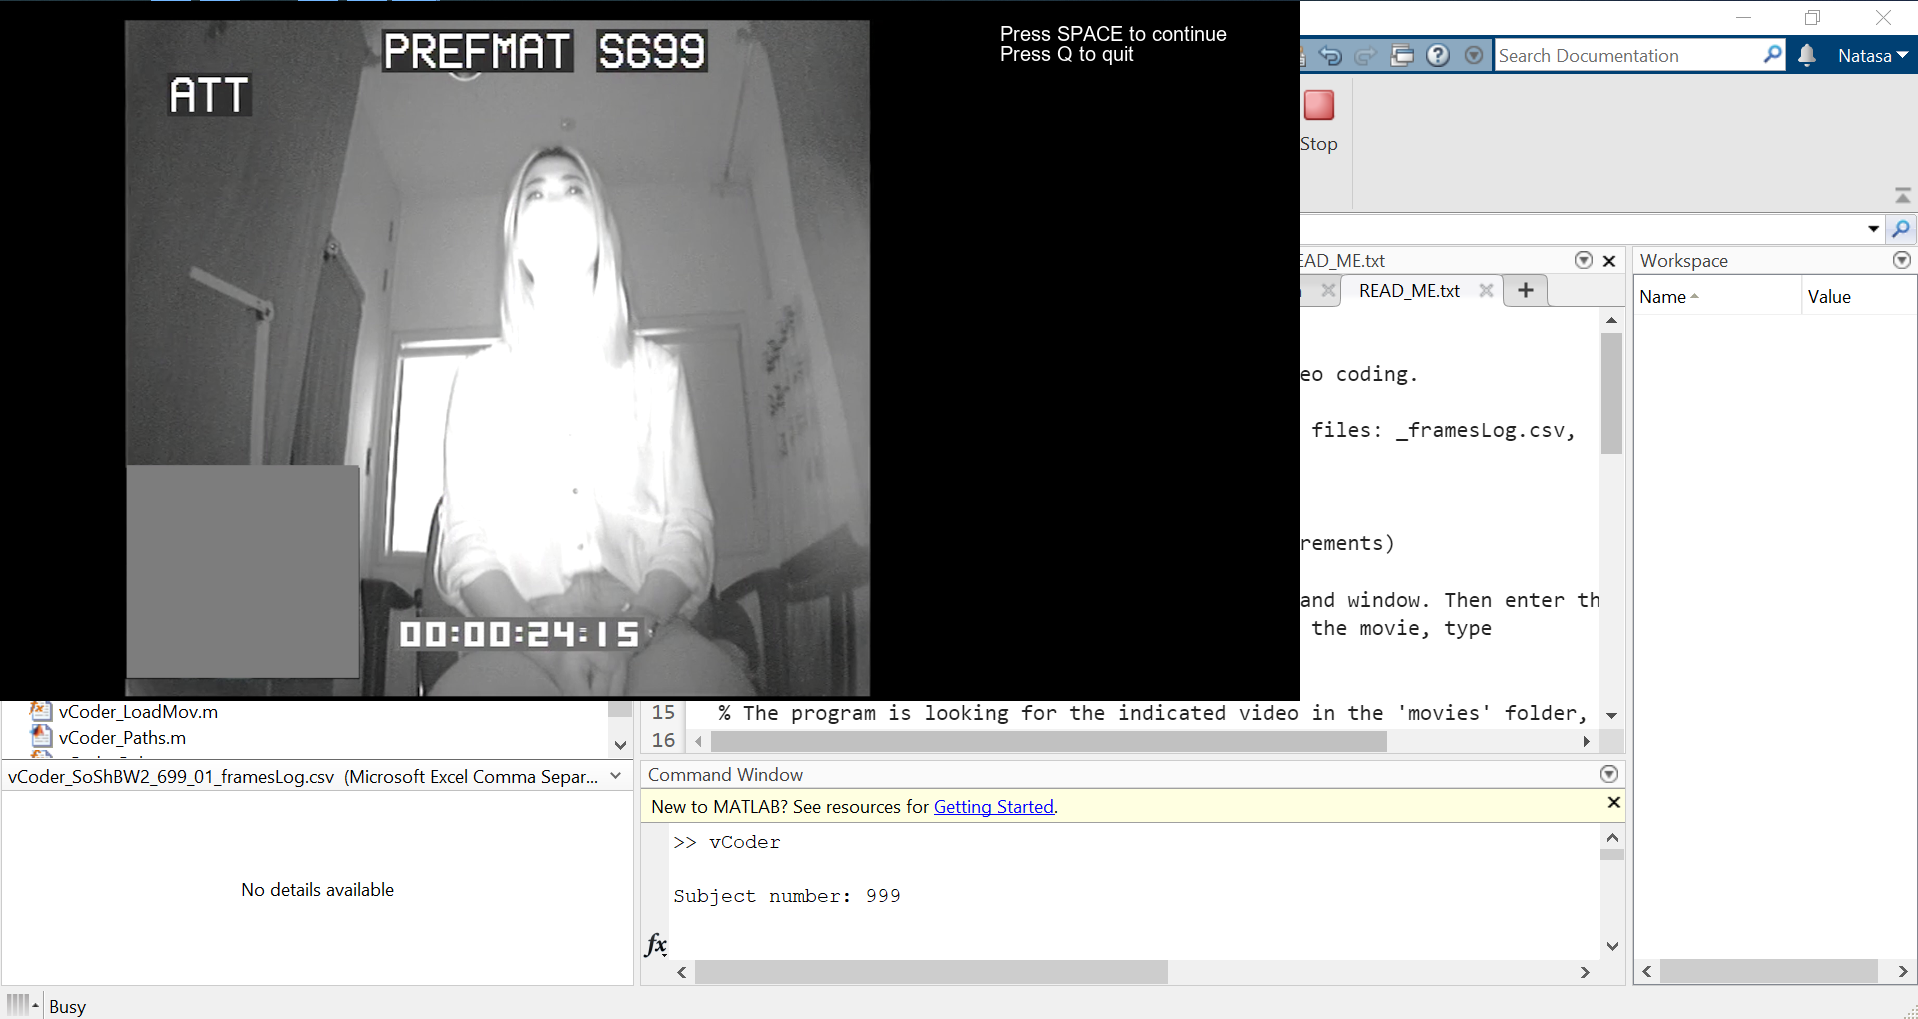 PREFMAT S699
ATT
00:00:24:15
Press SPACE to continue
Press Q to quit
Search Documentation
Natasa
Stop
EAD_ME.txt
READ_ME.txt
eo coding.
files: _framesLog.csv,
rements)
and window. Then enter th
the movie, type
15 % The program is looking for the indicated video in the 'movies' folder,
16
Workspace
Name Value
vCoder_LoadMov.m
vCoder_Paths.m
vCoder_SoShBW2_699_01_framesLog.csv (Microsoft Excel Comma Separ...
No details available
Command Window
New to MATLAB? See resources for Getting Started.
>> vCoder
Subject number: 999
fx
Busy